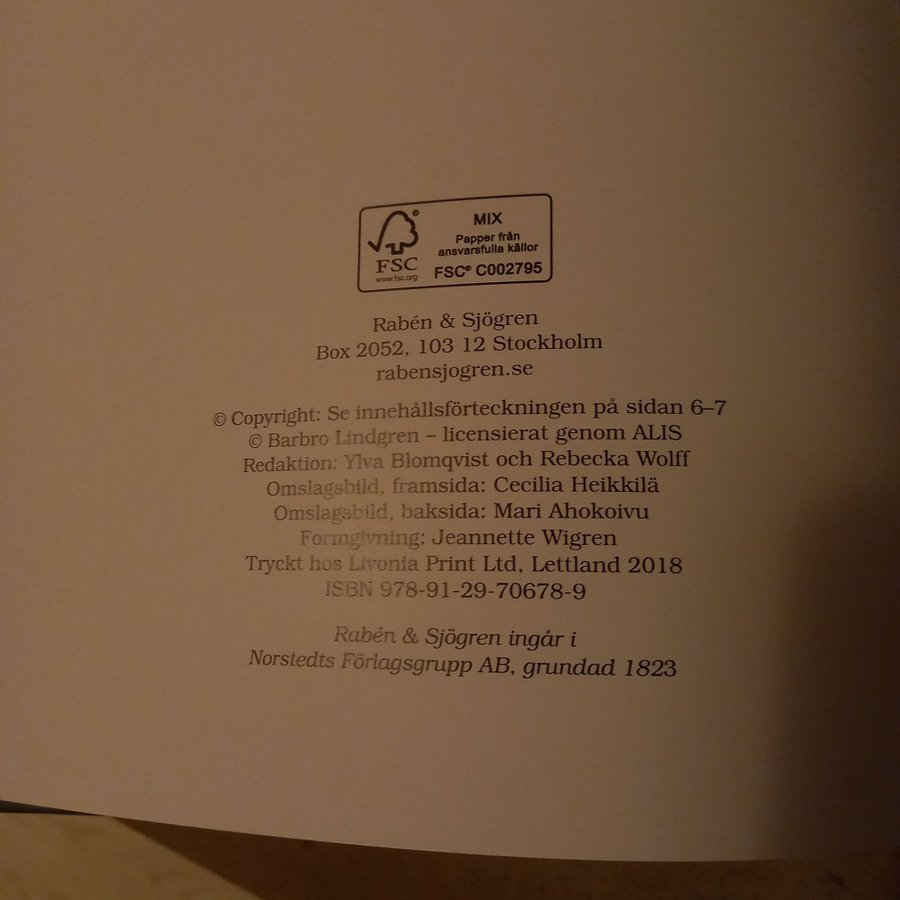 MIX
Papper från
ansvarsfulla källor
FSC® C002795
FSC
www.fsc.org
Rabén & Sjögren
Box 2052, 103 12 Stockholm
rabensjogren.se
© Copyright: Se innehållsförteckningen på sidan 6–7
© Barbro Lindgren – licensierat genom ALIS
Redaktion: Ylva Blomqvist och Rebecka Wolff
Omslagsbild, framsida: Cecilia Heikkilä
Omslagsbild, baksida: Mari Ahokoivu
Formgivning: Jeannette Wigren
Tryckt hos Livonia Print Ltd, Lettland 2018
ISBN 978-91-29-70678-9
Rabén & Sjögren ingår i
Norstedts Förlagsgrupp AB, grundad 1823